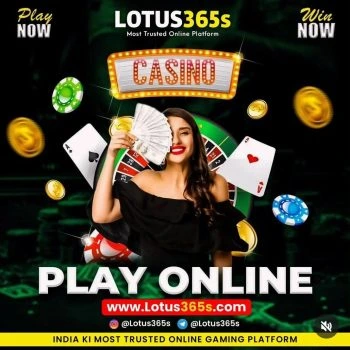 Play
NOW
LOTUS365s
Most Trusted Online Platform
Win
NOW
CASINO
A
A
PLAY ONLINE
www.Lotus365s.com
@Lotus365s @Lotus365s
INDIA KI MOST TRUSTED ONLINE GAMING PLATFORM